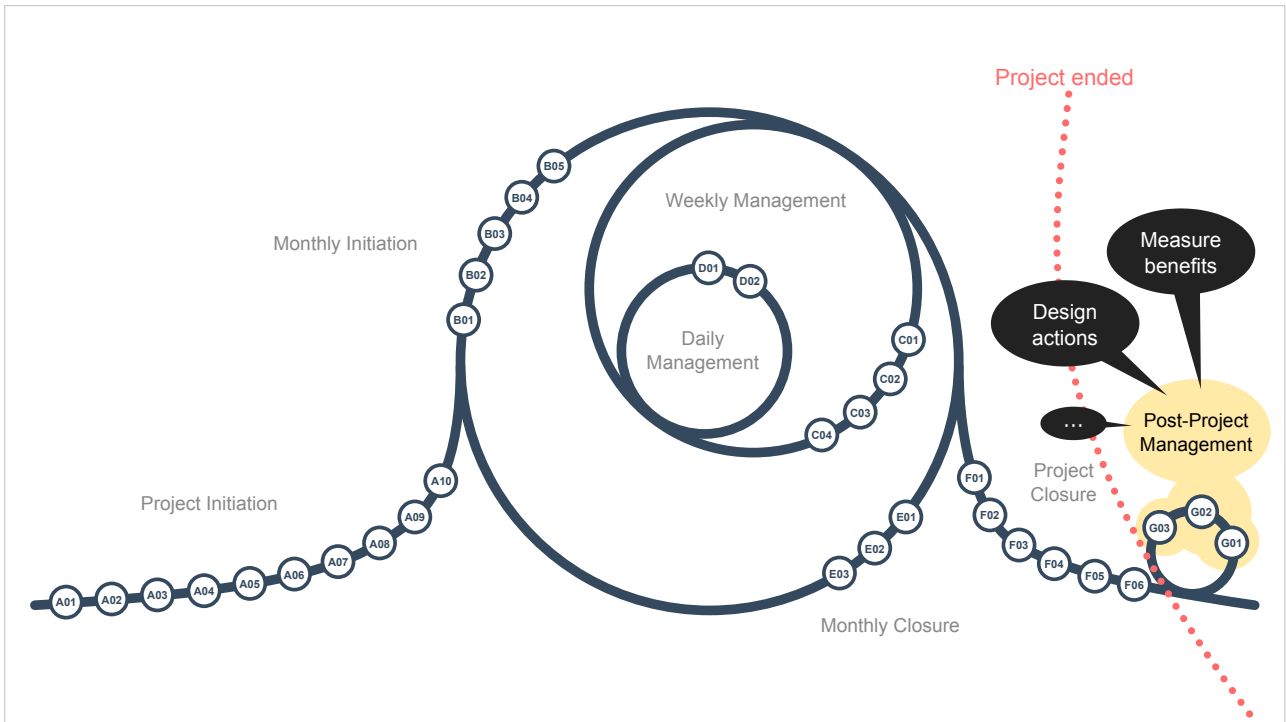 Project ended
Measure
benefits
B05
B04
Weekly Management
B03
Monthly Initiation
B02
D01
D02
Design
actions
B01
C01
Daily
Management
C02
C03
C04
...
Post-Project
Management
Project
Closure
A10
F01
Project Initiation
A09
E01
F02
G02
G03
G01
A08
E02
F03
A07
A06
E03
F04
A05
F05
A04
F06
A03
A02
A01
Monthly Closure